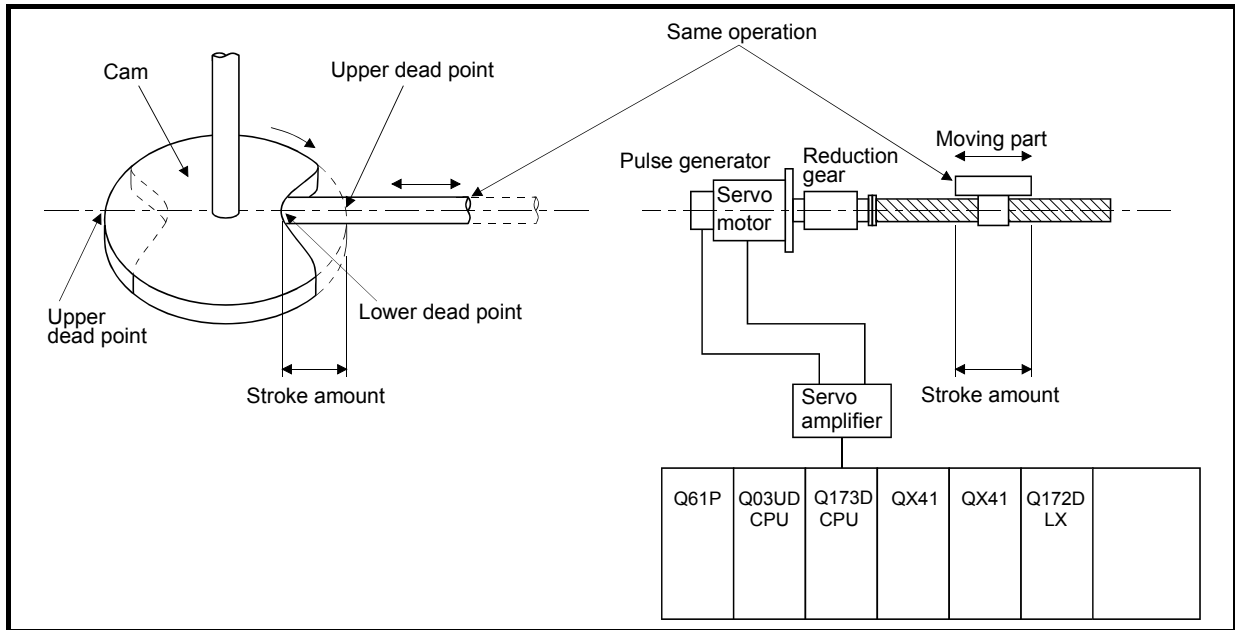 Same operation
Cam
Upper dead point
Moving part
Pulse generator
Reduction
gear
Servo
motor
Upper
dead point
Lower dead point
Stroke amount
Stroke amount
Servo
amplifier
Q61P
Q03UD
CPU
Q173D
CPU
QX41
QX41
Q172D
LX